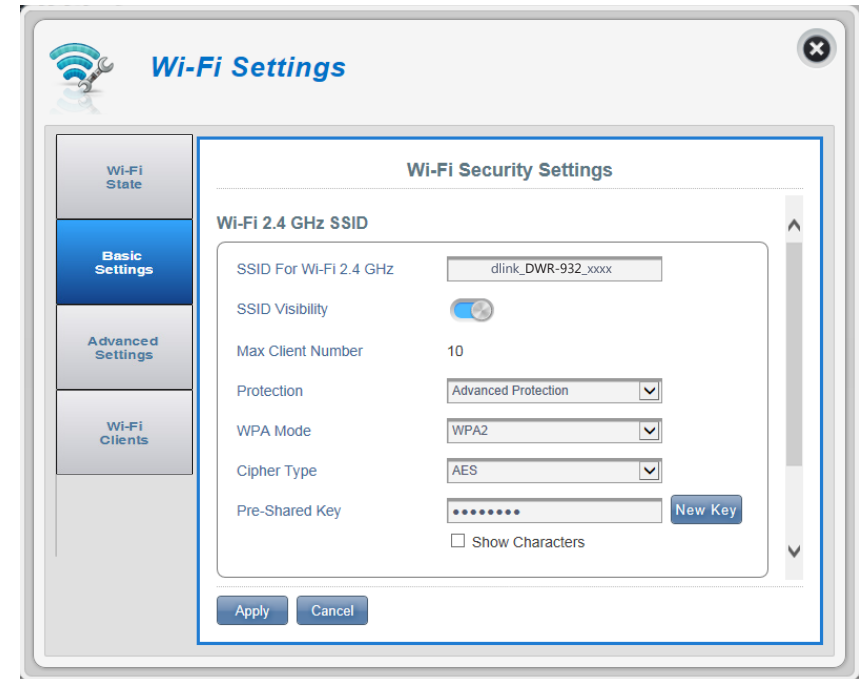 Wi-Fi Settings
Wi-Fi
State
Basic
Settings
Advanced
Settings
Wi-Fi
Clients
Wi-Fi Security Settings
Wi-Fi 2.4 GHz SSID
SSID For Wi-Fi 2.4 GHz dlink_DWR-932_xxxx
SSID Visibility
Max Client Number 10
Protection Advanced Protection
WPA Mode WPA2
Cipher Type AES
Pre-Shared Key •••••••• New Key
Show Characters
Apply Cancel